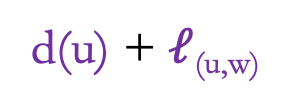 d(u) + ℓ(u,w)